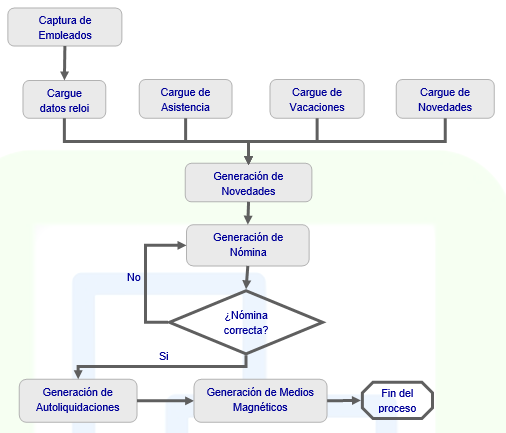 Captura de
Empleados
Cargue
datos reloi
Cargue de
Asistencia
Cargue de
Vacaciones
Cargue de
Novedades
Generación de
Novedades
Generación de
Nómina
No
¿Nómina
correcta?
Si
Generación de
Autoliquidaciones
Generación de Medios
Magnéticos
Fin del
proceso